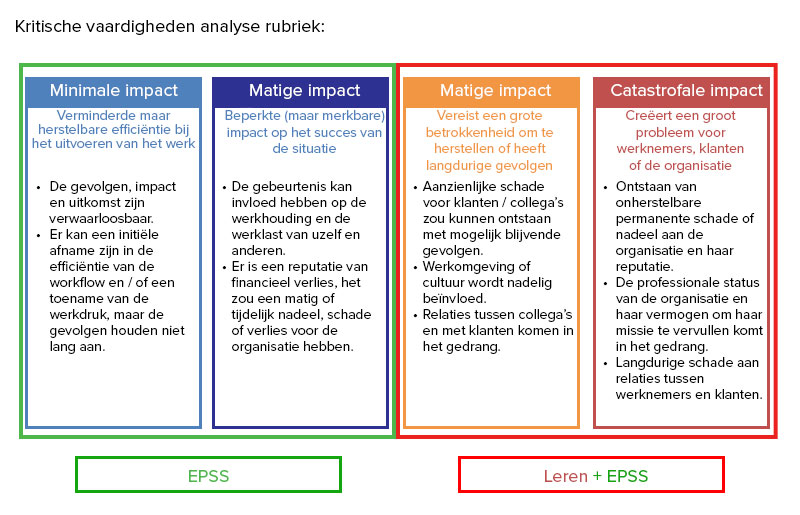 Kritische vaardigheden analyse rubriek:
Minimale impact
Verminderde maar
herstelbare efficiëntie bij
het uitvoeren van het werk
• De gevolgen, impact
en uitkomst zijn
verwaarloosbaar.
• Er kan een initiële
afname zijn in de
efficiëntie van de
workflow en / of een
toename van de
werkdruk, maar de
gevolgen houden niet
lang aan.
Matige impact
Beperkte (maar merkbare)
impact op het succes van
de situatie
• De gebeurtenis kan
invloed hebben op de
werkhouding en de
werklast van uzelf en
anderen.
• Er is een reputatie van
financieel verlies, het
zou een matig of
tijdelijk nadeel, schade
of verlies voor de
organisatie hebben.
Matige impact
Vereist een grote
betrokkenheid om te
herstellen of heeft
langdurige gevolgen
• Aanzienlijke schade
voor klanten / collega's
zou kunnen ontstaan
met mogelijk blijvende
gevolgen.
• Werkomgeving of
cultuur wordt nadelig
beïnvloed.
• Relaties tussen collega's
en met klanten komen in
het gedrang.
Catastrofale impact
Creëert een groot
probleem voor
werknemers, klanten
of de organisatie
• Ontstaan van
onherstelbare
permanente schade of
nadeel aan de
organisatie en haar
reputatie.
• De professionale status
van de organisatie en
haar vermogen om haar
missie te vervullen komt
in het gedrang.
• Langdurige schade aan
relaties tussen
werknemers en klanten.
EPSS
Leren + EPSS